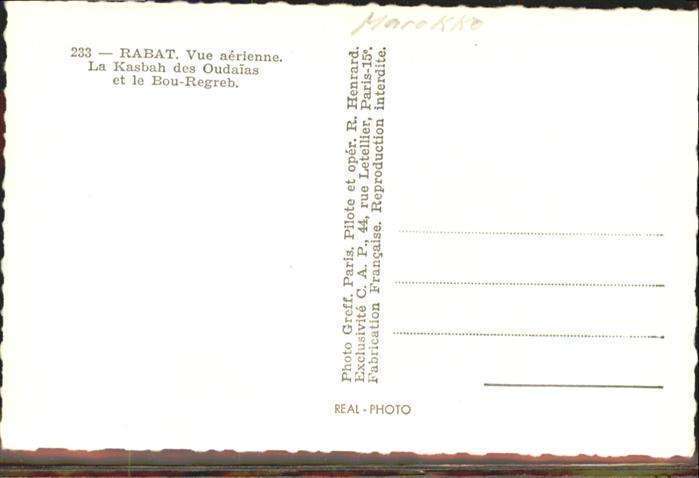 Marokko
233 — RABAT. Vue aérienne.
La Kasbah des Oudaïas
et le Bou-Regreb.
Photo Greff. Paris. Pilote et opér. R. Henrard.
Exclusivité C. A. P., 44, rue Letellier, Paris-15e.
Fabrication Française. Reproduction interdite.
REAL - PHOTO